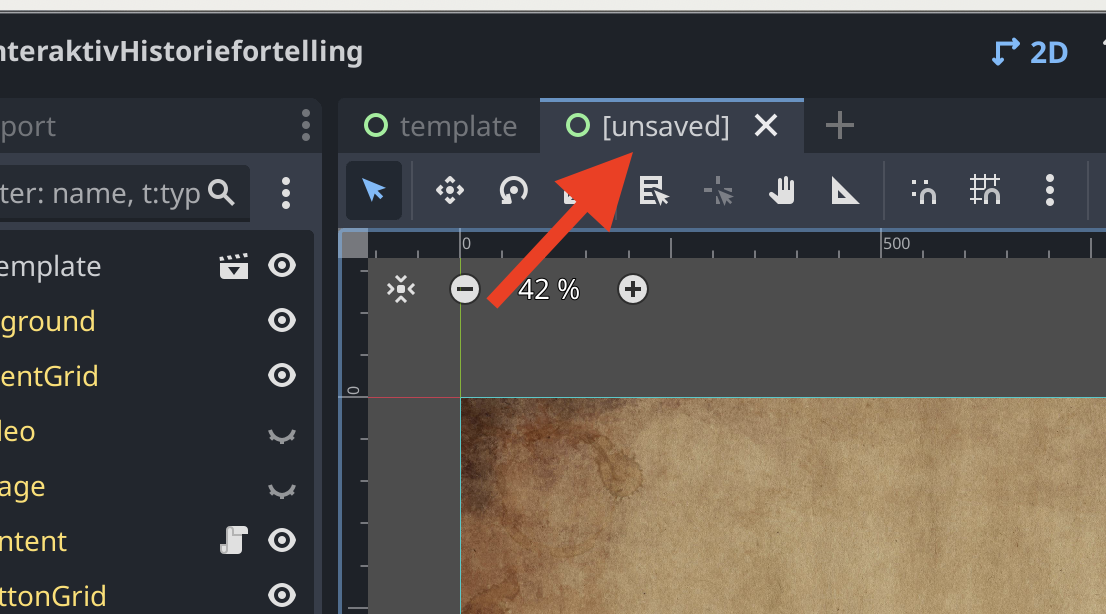 nteraktivHistoriefortelling
2D
port
template
[unsaved]
ter: name, t:typ
0
500
42 %
0
emplate
ground
entGrid
leo
age
ntent
ttonGrid